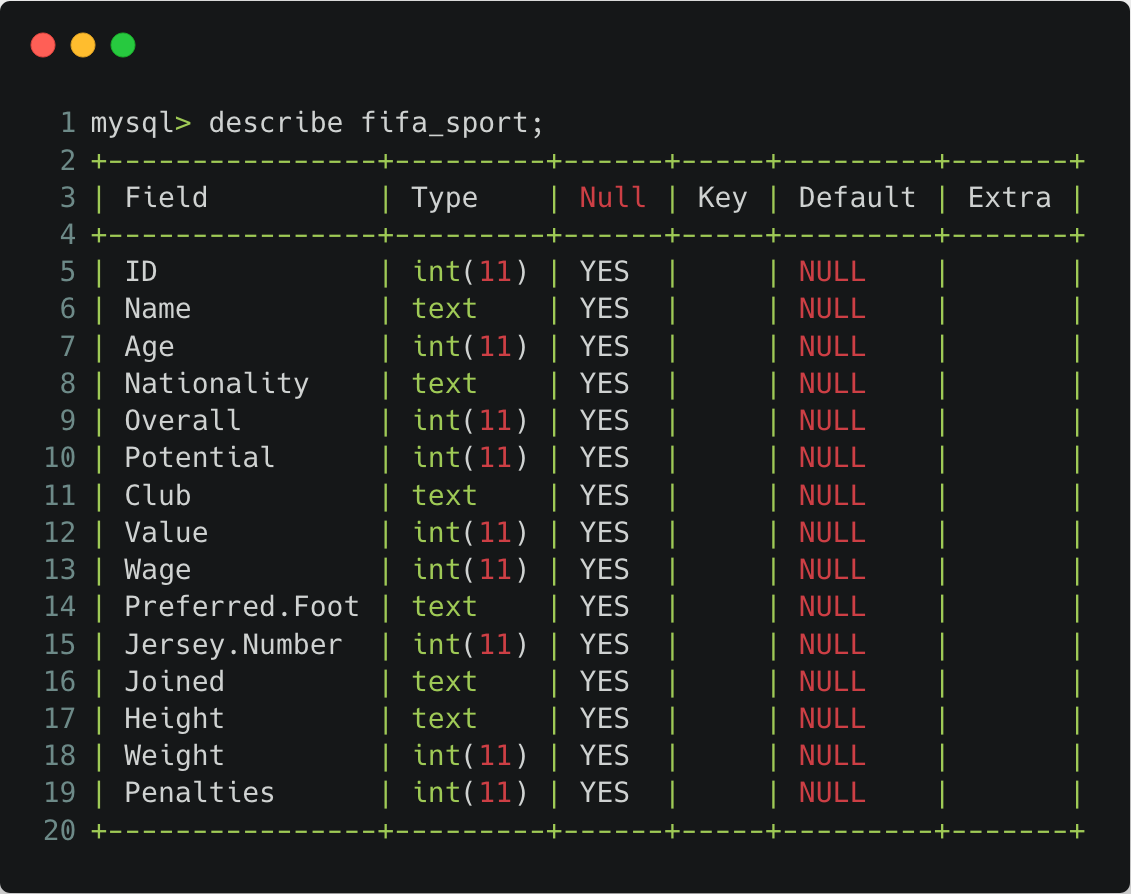 1 mysql> describe fifa_sport;
2 +----------------+---------+------+-----+---------+-------+
3 | Field          | Type    | Null | Key | Default | Extra |
4 +----------------+---------+------+-----+---------+-------+
5 | ID             | int(11) | YES  |     | NULL    |       |
6 | Name           | text    | YES  |     | NULL    |       |
7 | Age            | int(11) | YES  |     | NULL    |       |
8 | Nationality    | text    | YES  |     | NULL    |       |
9 | Overall        | int(11) | YES  |     | NULL    |       |
10 | Potential      | int(11) | YES  |     | NULL    |       |
11 | Club           | text    | YES  |     | NULL    |       |
12 | Value          | int(11) | YES  |     | NULL    |       |
13 | Wage           | int(11) | YES  |     | NULL    |       |
14 | Preferred.Foot | text    | YES  |     | NULL    |       |
15 | Jersey.Number  | int(11) | YES  |     | NULL    |       |
16 | Joined         | text    | YES  |     | NULL    |       |
17 | Height         | text    | YES  |     | NULL    |       |
18 | Weight         | int(11) | YES  |     | NULL    |       |
19 | Penalties      | int(11) | YES  |     | NULL    |       |
20 +----------------+---------+------+-----+---------+-------+